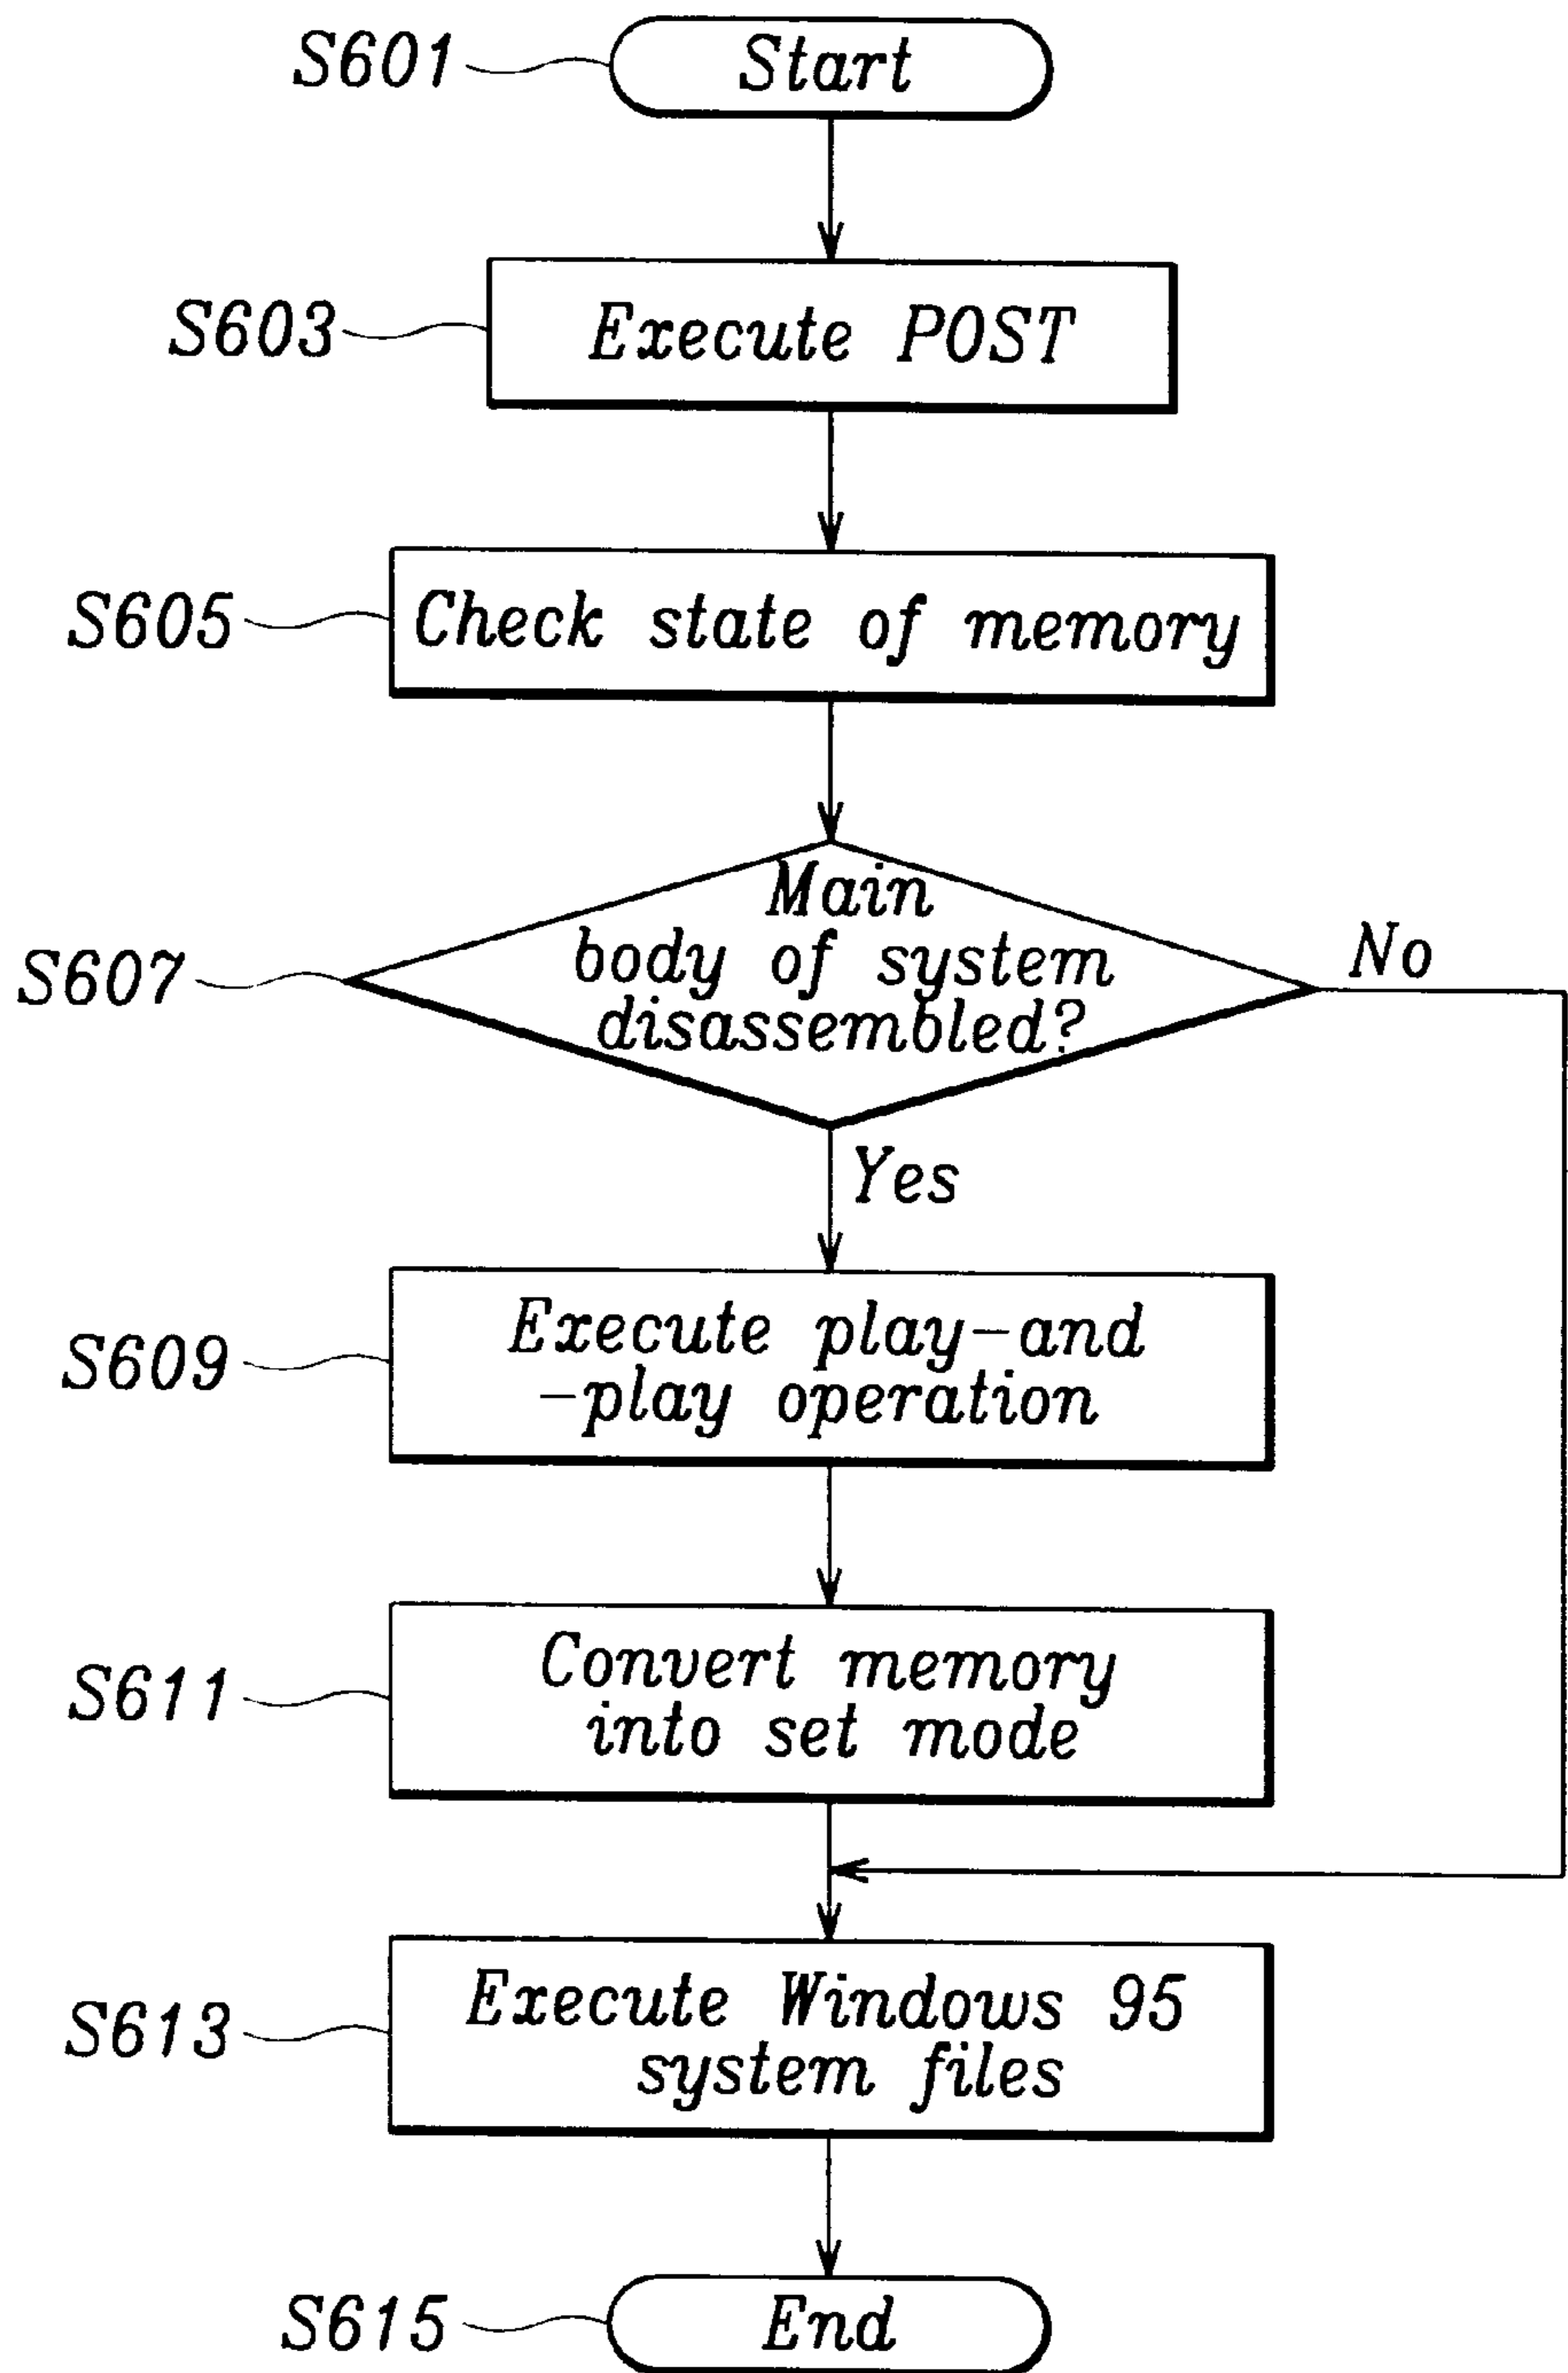 S601
Start
S603
Execute POST
S605
Check state of memory
S607
Main
body of system
disassembled?
No
Yes
S609
Execute play-and
-play operation
S611
Convert memory
into set mode
S613
Execute Windows 95
system files
S615
End